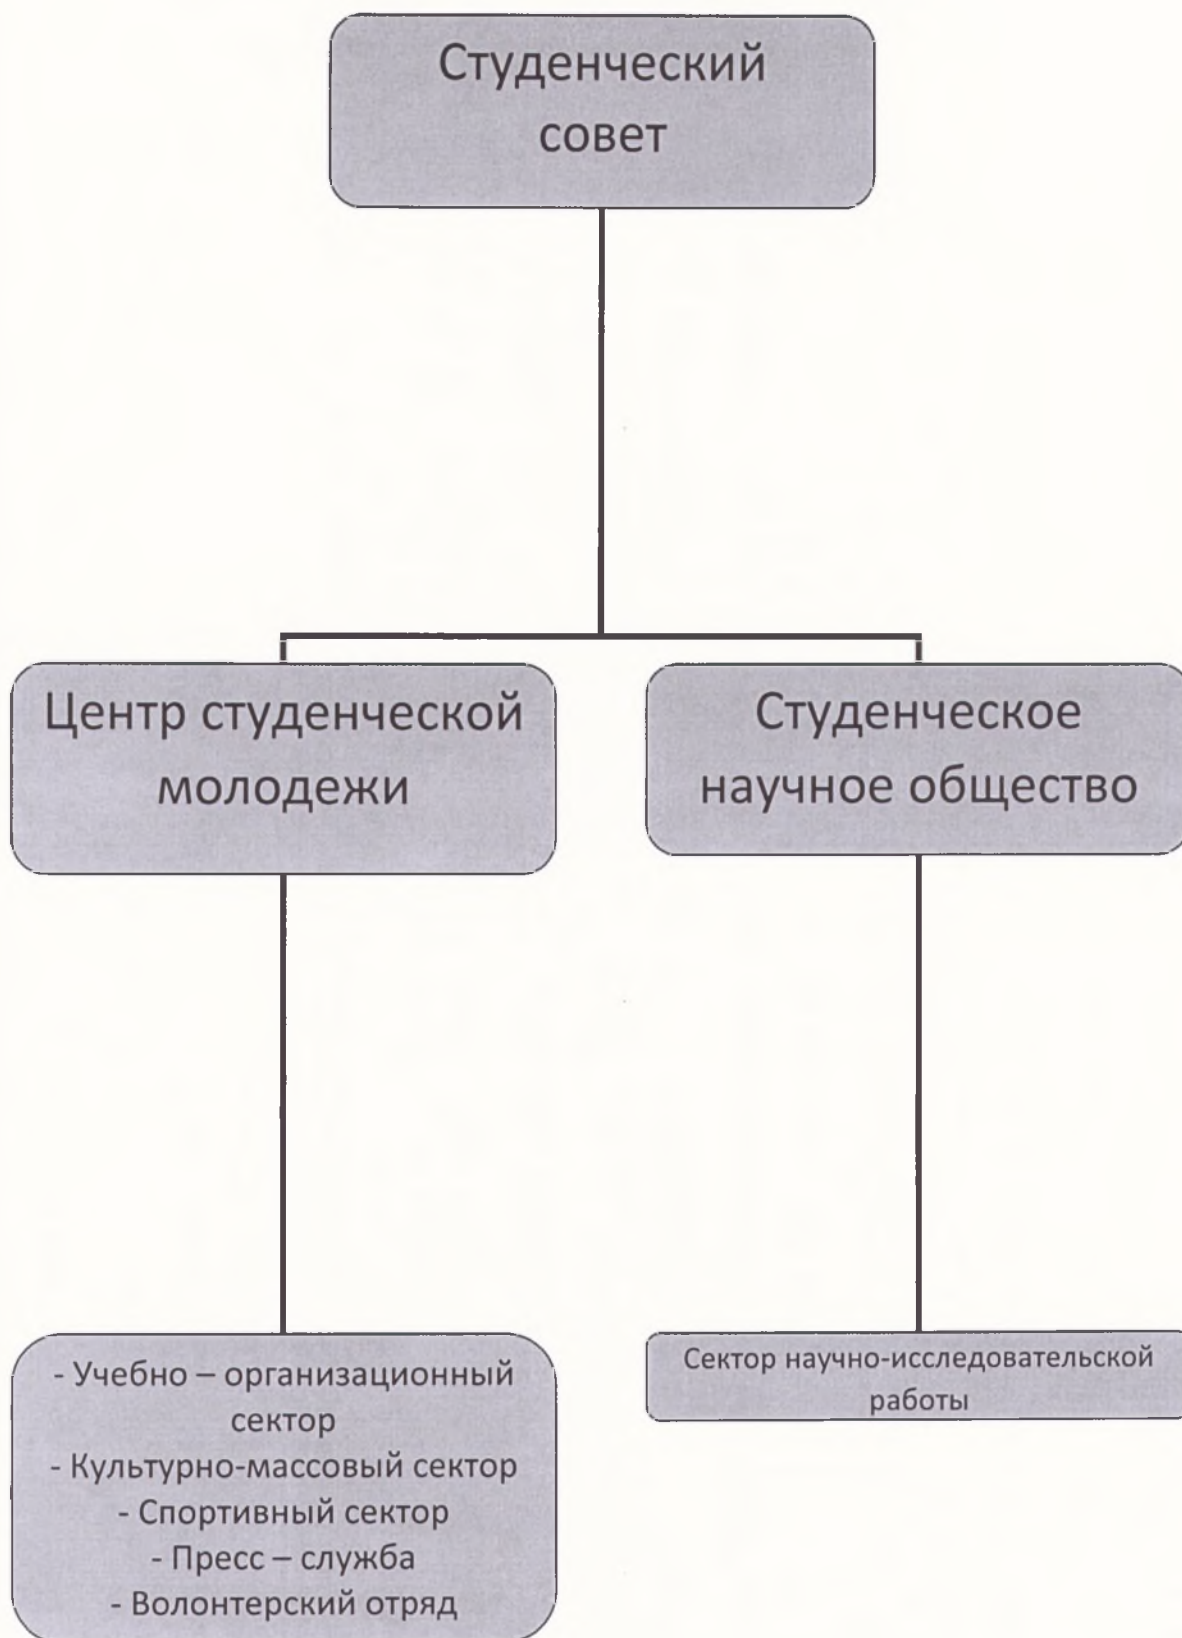 Студенческий
совет
Центр студенческой
молодежи
Студенческое
научное общество
- Учебно – организационный
сектор
- Культурно-массовый сектор
- Спортивный сектор
- Пресс – служба
- Волонтерский отряд
Сектор научно-исследовательской
работы